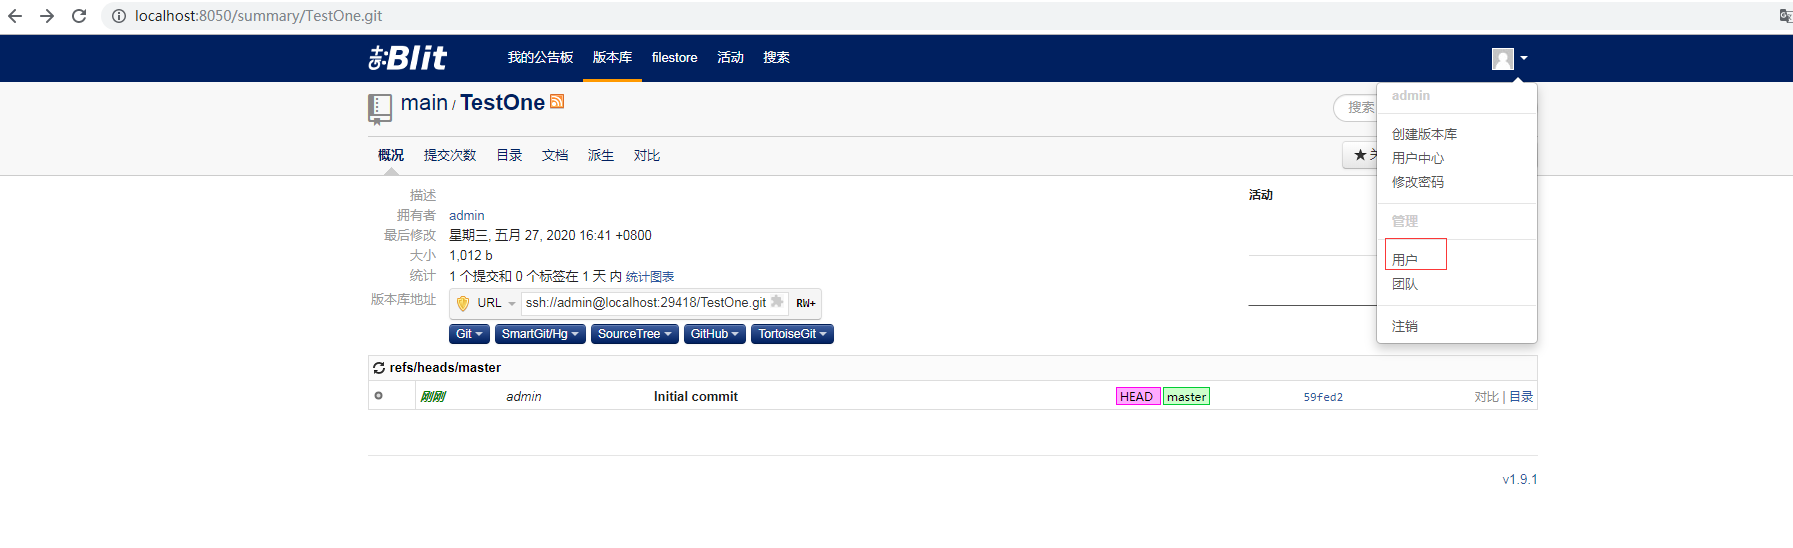 localhost:8050/summary/TestOne.git
Blit 我的公告板 版本库 filestore 活动 搜索
main / TestOne
搜索
admin
创建版本库
用户中心
修改密码
管理
用户
团队
注销
概况 提交次数 目录 文档 派生 对比
描述
拥有者 admin
最后修改 星期三, 五月 27, 2020 16:41 +0800
大小 1,012 b
统计 1 个提交和 0 个标签在 1 天 内 统计图表
版本库地址 URL ssh://admin@localhost:29418/TestOne.git RW+
Git SmartGit/Hg SourceTree GitHub TortoiseGit
活动
refs/heads/master
刚刚 admin Initial commit HEAD master 59fed2 对比 | 目录
v1.9.1